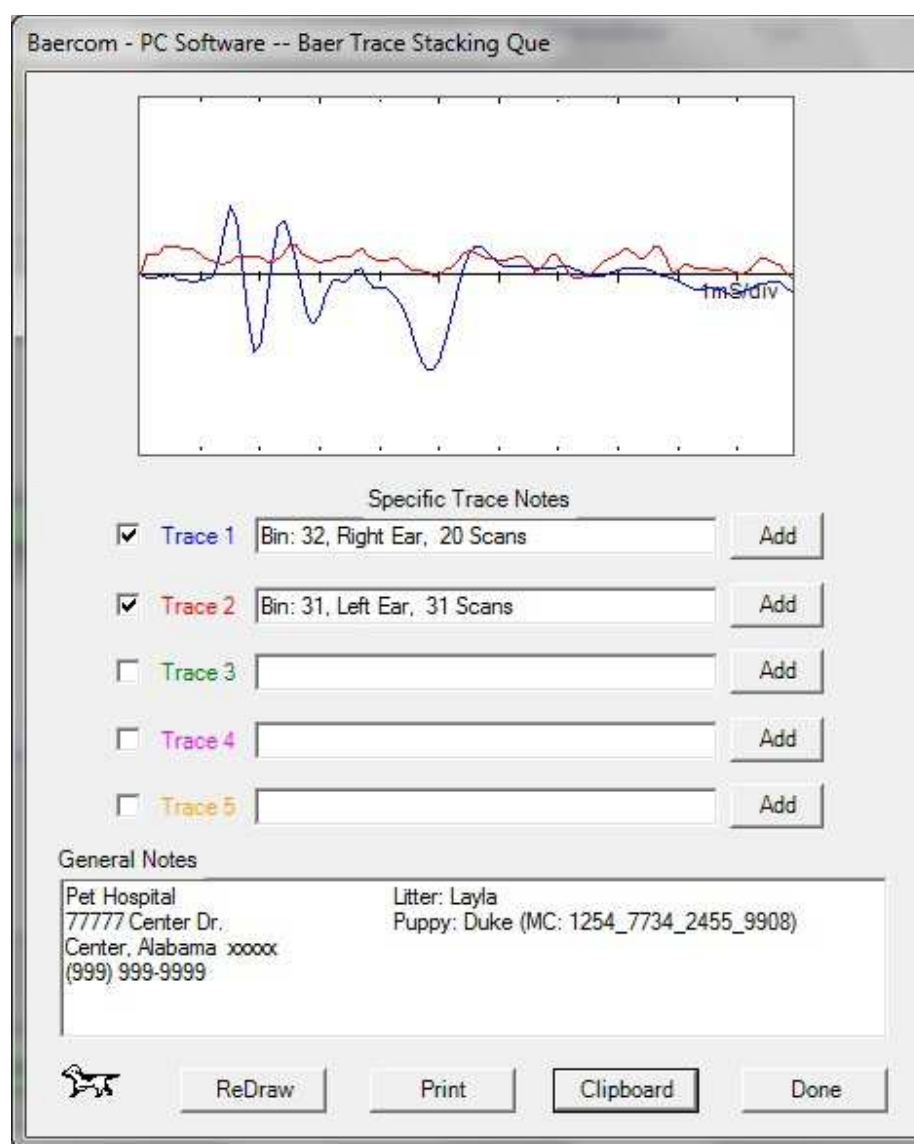 Baercom - PC Software -- Baer Trace Stacking Que
1mS/div
Specific Trace Notes
Trace 1 Bin: 32, Right Ear, 20 Scans Add
Trace 2 Bin: 31, Left Ear, 31 Scans Add
Trace 3 Add
Trace 4 Add
Trace 5 Add
General Notes
Pet Hospital Litter: Layla
77777 Center Dr. Puppy: Duke (MC: 1254_7734_2455_9908)
Center, Alabama xxxxx
(999) 999-9999
ReDraw Print Clipboard Done